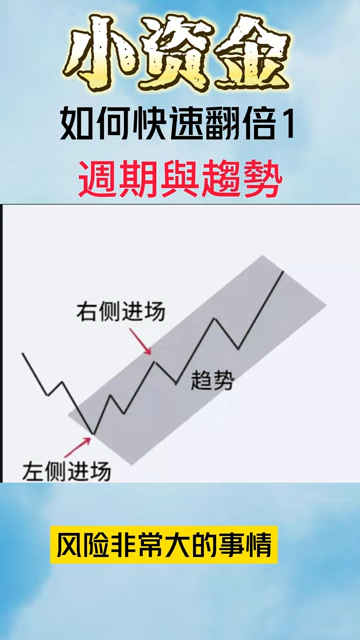 小资金
如何快速翻倍1
週期與趨勢
右侧进场
趋势
左侧进场
风险非常大的事情